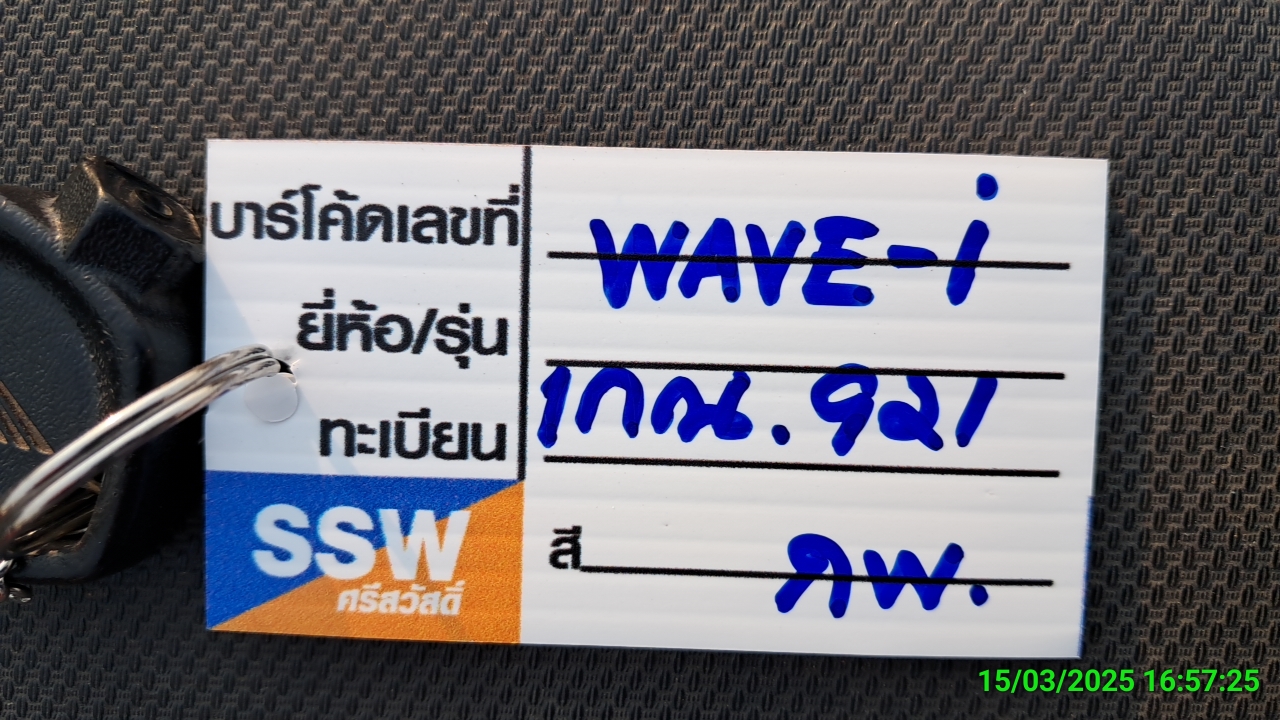 บาร์โค้ดเลขที่
WAVE-i
ยี่ห้อ/รุ่น
ทะเบียน
1กณ. 921
SSW
ศรีสวัสดิ์
สี
กพ.
15/03/2025 16:57:25